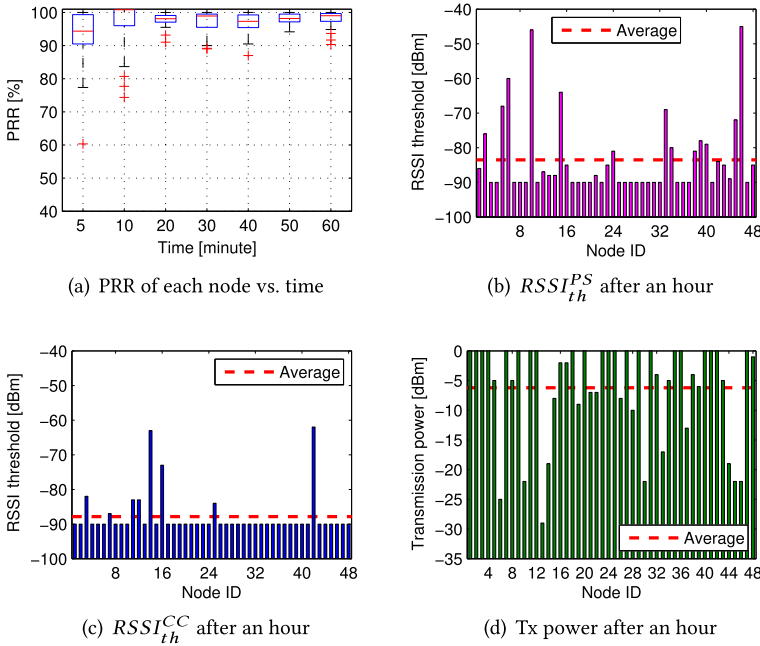 100
90
80
70
60
50
40
PRR [%]
5 10 20 30 40 50 60
Time [minute]
(a) PRR of each node vs. time
−40
−50
−60
−70
−80
−90
−100
RSSI threshold [dBm]
Average
8 16 24 32 40 48
Node ID
(b) RSSI^{PS}_{th} after an hour
−40
−50
−60
−70
−80
−90
−100
RSSI threshold [dBm]
Average
8 16 24 32 40 48
Node ID
(c) RSSI^{CC}_{th} after an hour
0
−5
−10
−15
−20
−25
−30
−35
Transmission power [dBm]
Average
4 8 12 16 20 24 28 32 36 40 44 48
Node ID
(d) Tx power after an hour